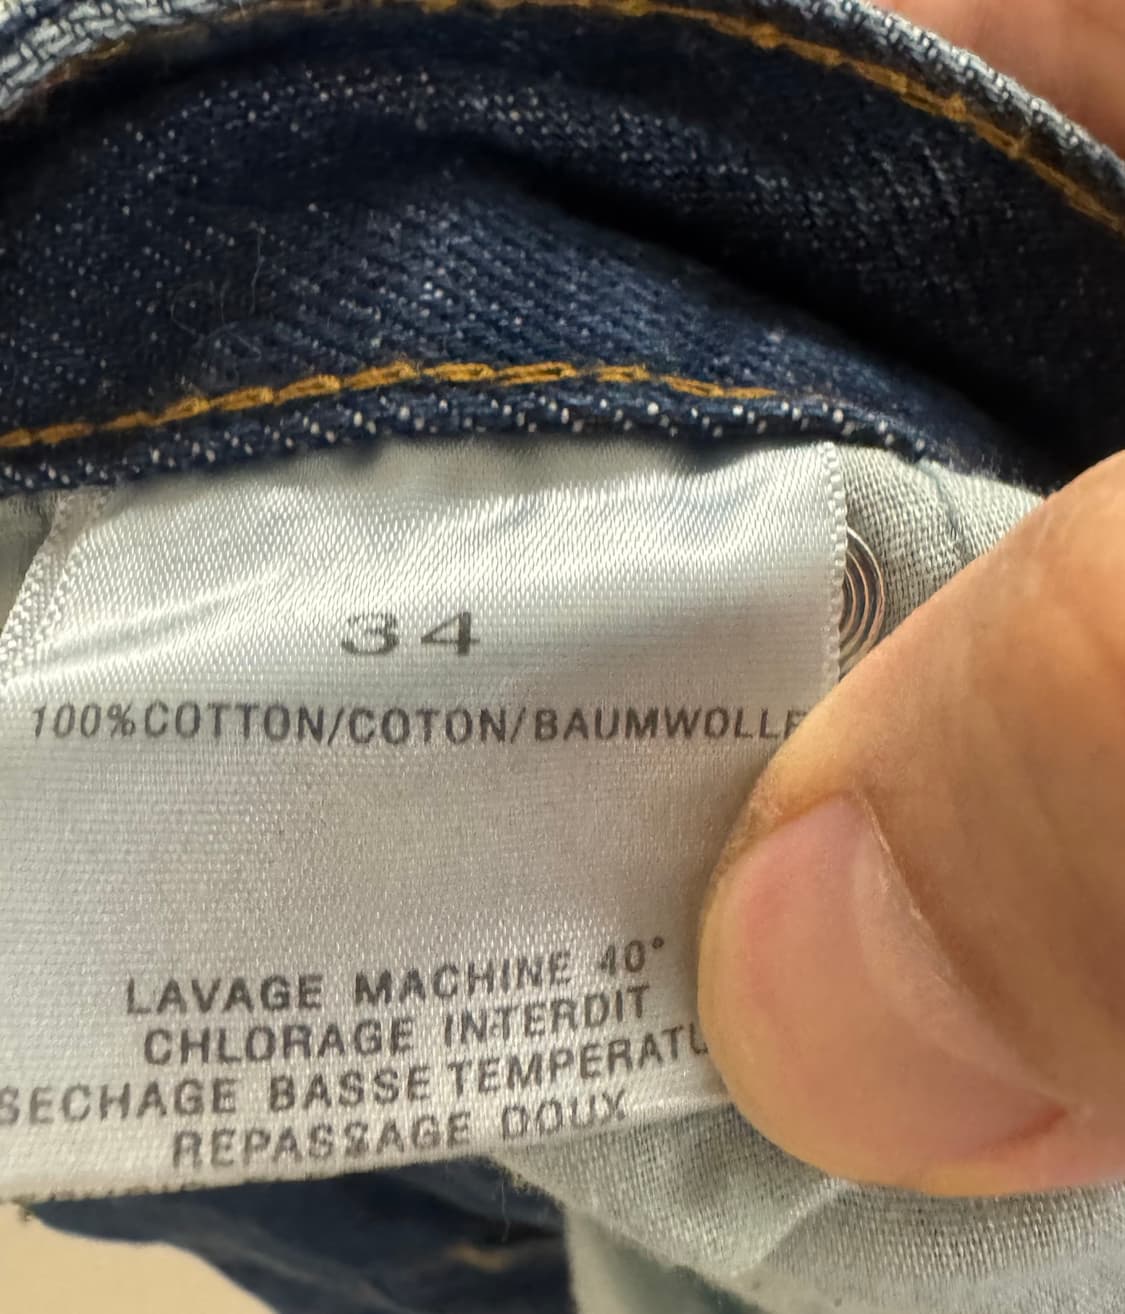 34
100%COTTON/COTON/BAUMWOLLE
LAVAGE MACHINE 40°
CHLORAGE INTERDIT
SECHAGE BASSE TEMPERATU
REPASSAGE DOUX